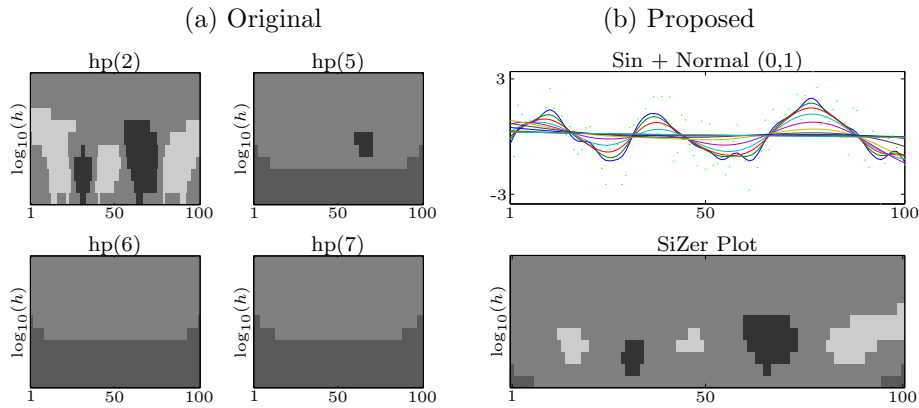 (a) Original
(b) Proposed
hp(2)
log10(h)
1 50 100
hp(5)
1 50 100
hp(6)
log10(h)
1 50 100
hp(7)
1 50 100
Sin + Normal (0,1)
3
-3
1 50 100
SiZer Plot
log10(h)
1 50 100